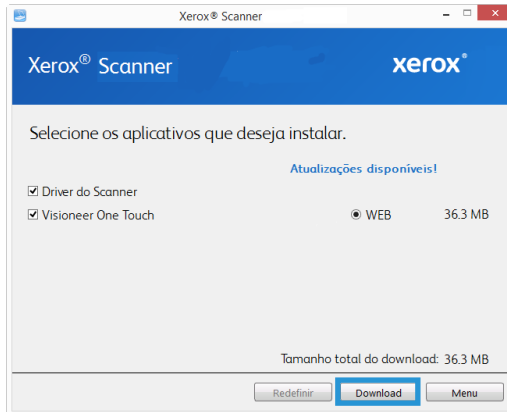 Xerox® Scanner
Xerox® Scanner
xerox®
Selecione os aplicativos que deseja instalar.
Atualizações disponíveis!
Driver do Scanner
Visioneer One Touch WEB 36.3 MB
Tamanho total do download: 36.3 MB
Redefinir Download Menu